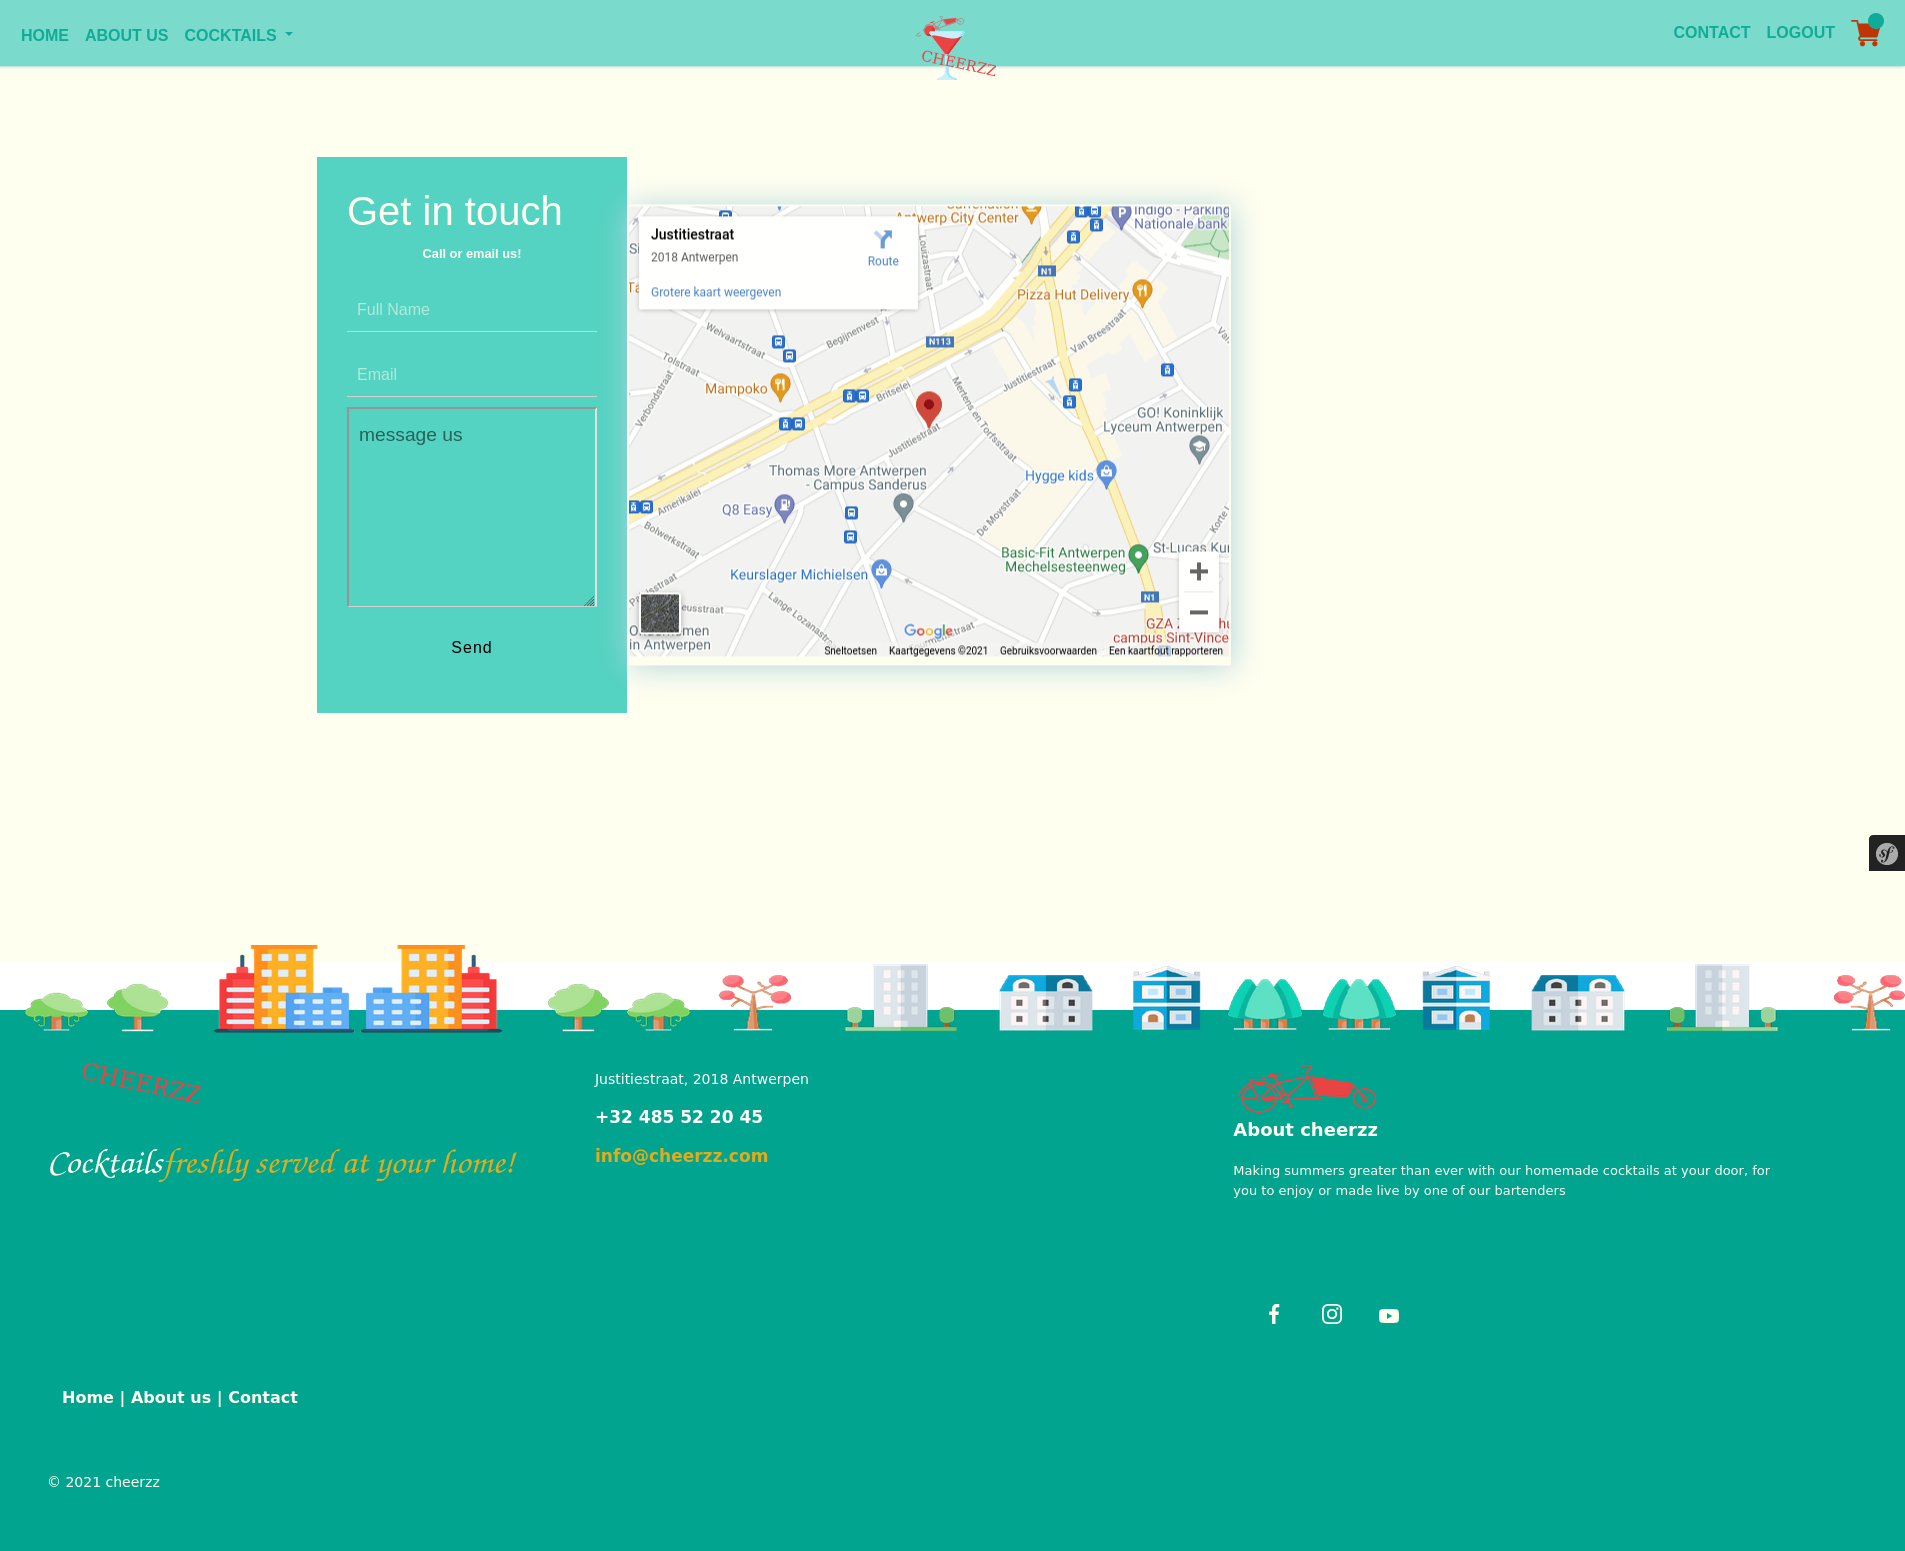 HOME ABOUT US COCKTAILS
CHEERZZ
CONTACT LOGOUT
Get in touch
Call or email us!
Full Name
Email
message us
Send
Justitiestraat
2018 Antwerpen
Grotere kaart weergeven
Route
Antwerp City Center
Indigo - Parking
Nationale bank
Louizastraat
N1
Pizza Hut Delivery
Welvaartstraat
Begijnenvest
N113
Van Breestraat
Tolstraat
Mampoko
Verbondstraat
Britselei
Mertens en Torfsstraat
Justitiestraat
GO! Koninklijk
Lyceum Antwerpen
Justitiestraat
Thomas More Antwerpen
- Campus Sanderus
Hygge kids
Amerikalei
Q8 Easy
De Moystraat
Korte
Bolwerkstraat
Basic-Fit Antwerpen
Mechelsesteenweg
St-Lucas
Keurslager Michielsen
Lange Lozanastra
N1
GZA
campus Sint-Vince
in Antwerpen
Google
Sneltoetsen Kaartgegevens ©2021 Gebruiksvoorwaarden Een kaartfout rapporteren
sf
CHEERZZ
Cocktails freshly served at your home!
Justitiestraat, 2018 Antwerpen
+32 485 52 20 45
info@cheerzz.com
About cheerzz
Making summers greater than ever with our homemade cocktails at your door, for
you to enjoy or made live by one of our bartenders
Home | About us | Contact
© 2021 cheerzz